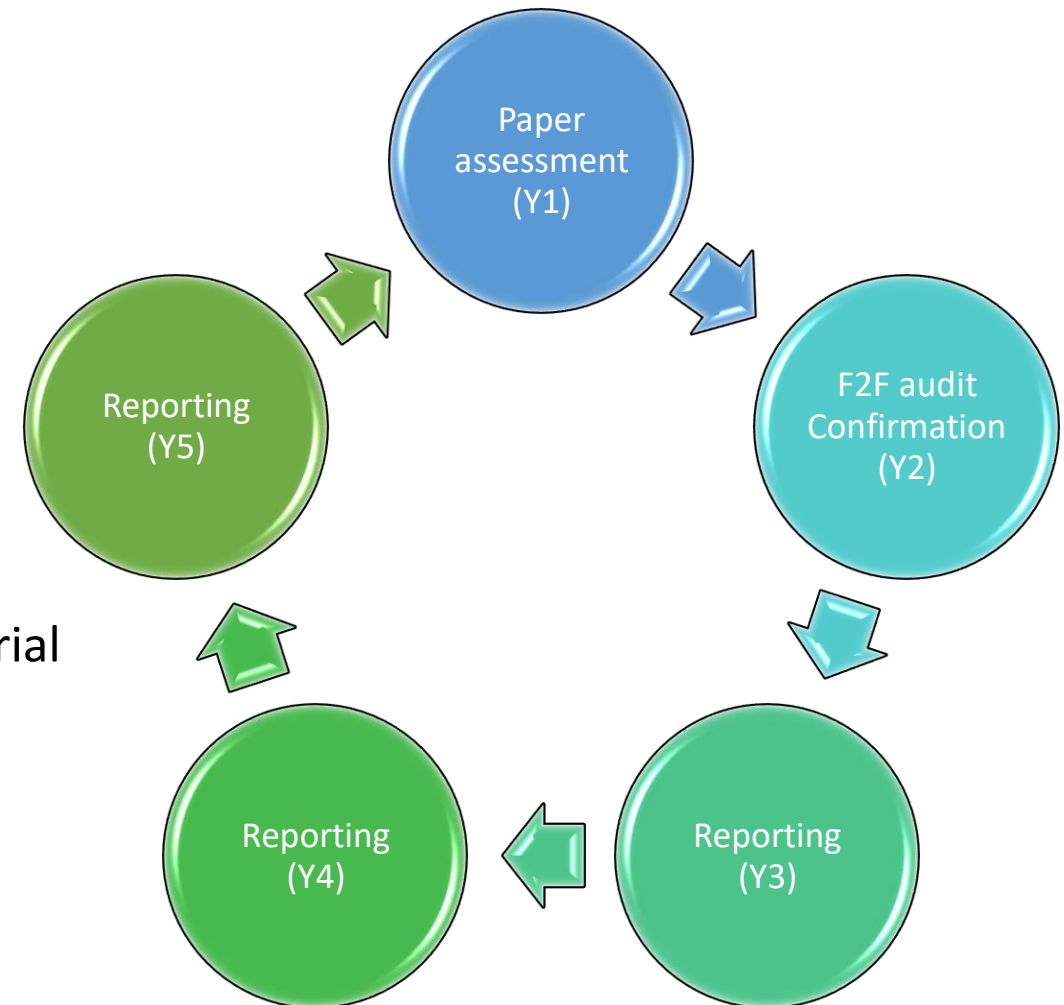 Paper
assessment
(Y1)
F2F audit
Confirmation
(Y2)
Reporting
(Y3)
Reporting
(Y4)
Reporting
(Y5)
rial